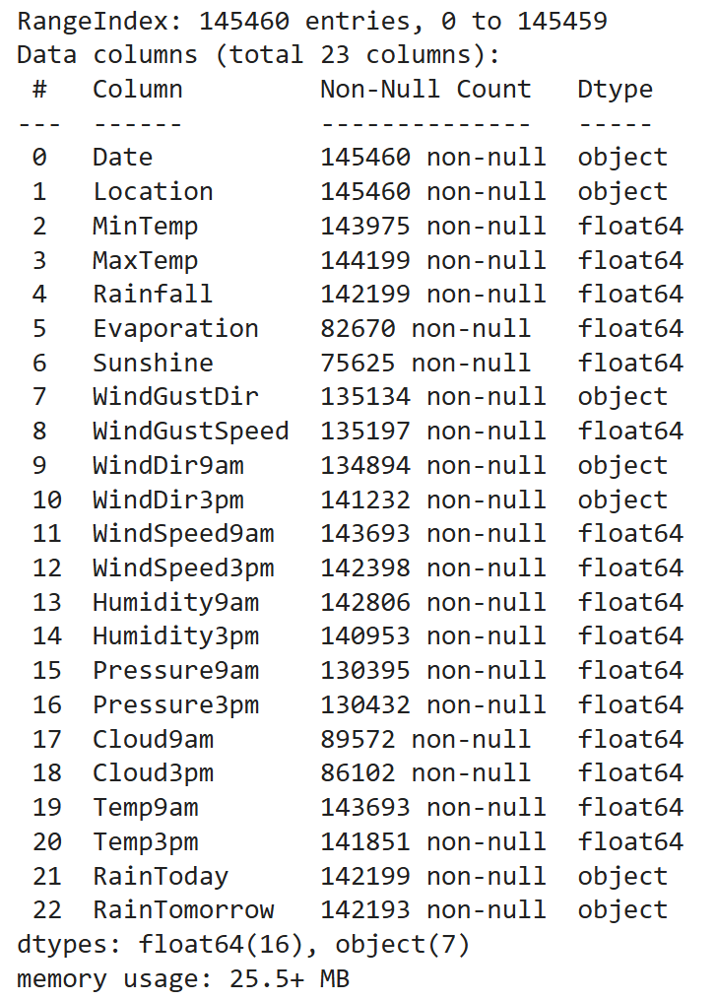 RangeIndex: 145460 entries, 0 to 145459
Data columns (total 23 columns):
 #   Column         Non-Null Count   Dtype
---  ------         --------------   -----
 0   Date           145460 non-null  object
 1   Location       145460 non-null  object
 2   MinTemp        143975 non-null  float64
 3   MaxTemp        144199 non-null  float64
 4   Rainfall       142199 non-null  float64
 5   Evaporation    82670 non-null   float64
 6   Sunshine       75625 non-null   float64
 7   WindGustDir    135134 non-null  object
 8   WindGustSpeed  135197 non-null  float64
 9   WindDir9am     134894 non-null  object
 10  WindDir3pm     141232 non-null  object
 11  WindSpeed9am   143693 non-null  float64
 12  WindSpeed3pm   142398 non-null  float64
 13  Humidity9am    142806 non-null  float64
 14  Humidity3pm    140953 non-null  float64
 15  Pressure9am    130395 non-null  float64
 16  Pressure3pm    130432 non-null  float64
 17  Cloud9am       89572 non-null   float64
 18  Cloud3pm       86102 non-null   float64
 19  Temp9am        143693 non-null  float64
 20  Temp3pm        141851 non-null  float64
 21  RainToday      142199 non-null  object
 22  RainTomorrow   142193 non-null  object
dtypes: float64(16), object(7)
memory usage: 25.5+ MB